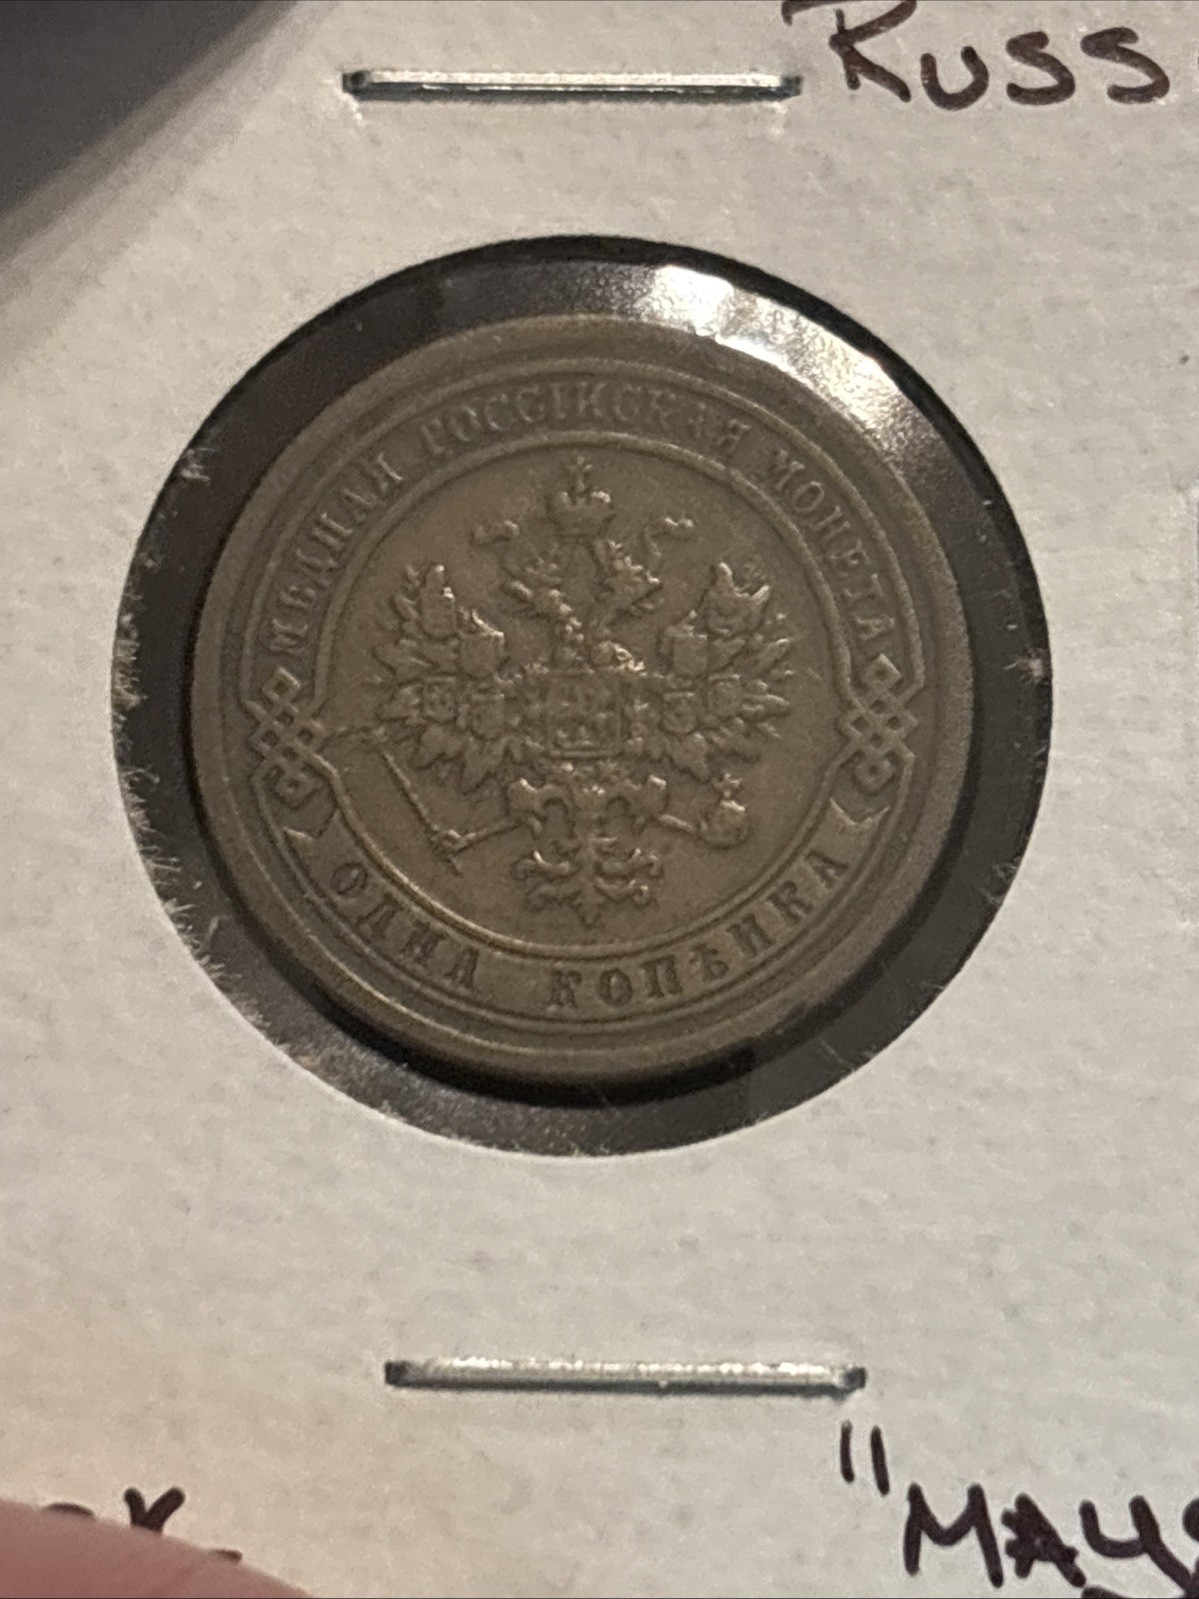 Russ
МѢДНАЯ РОССІЙСКАЯ МОНЕТА
ОДНА КОПѢЙКА
"MAY